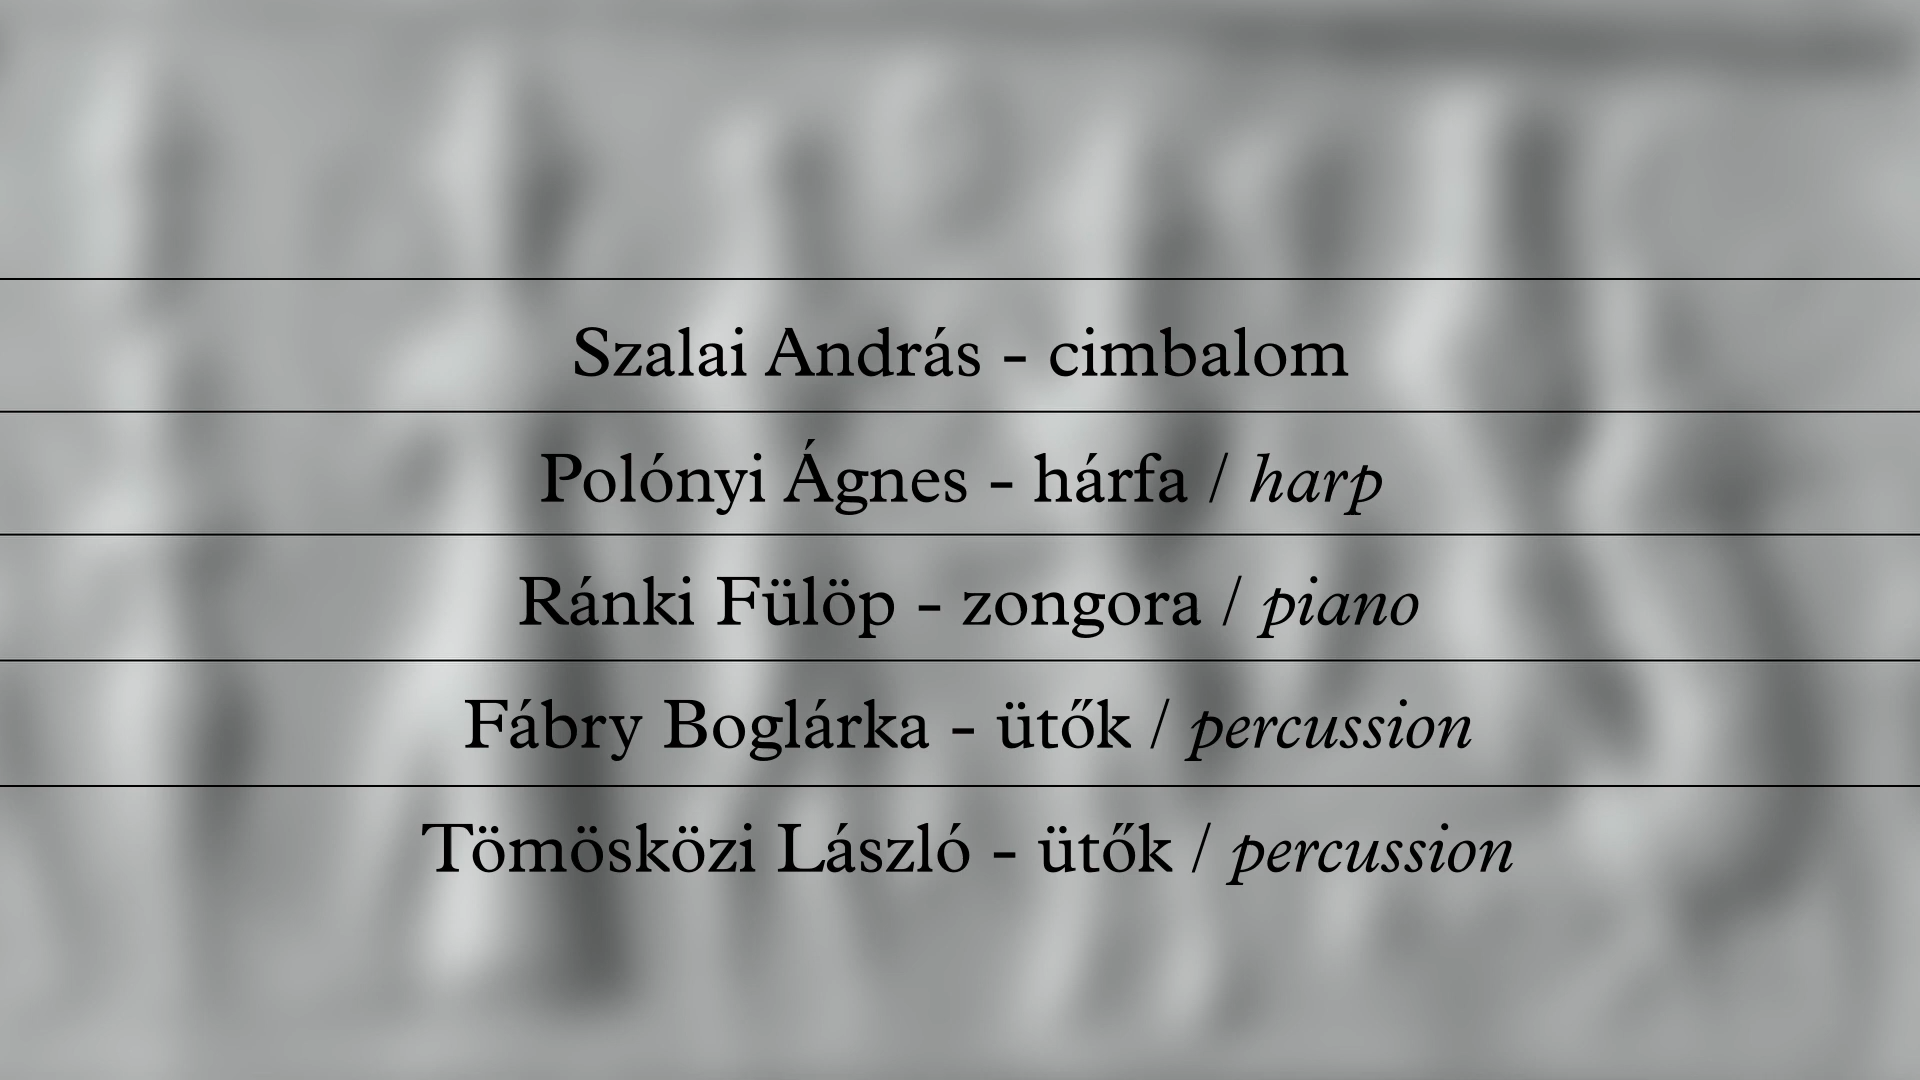 Szalai András - cimbalom
Polónyi Ágnes - hárfa / harp
Ránki Fülöp - zongora / piano
Fábry Boglárka - ütők / percussion
Tömösközi László - ütők / percussion